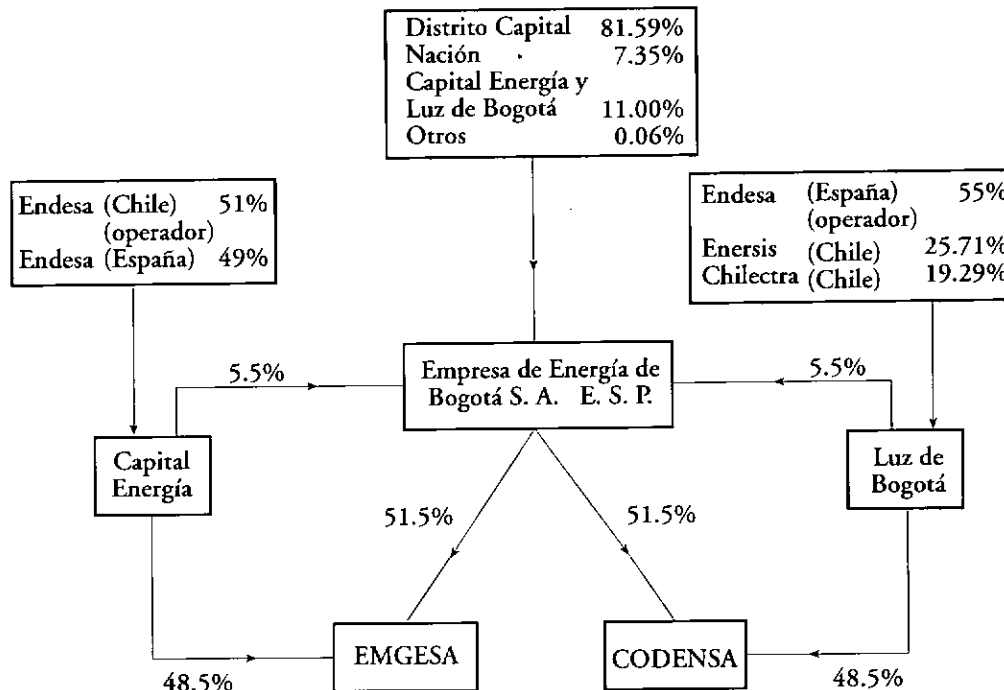 Distrito Capital 81.59%
Nación 7.35%
Capital Energía y
Luz de Bogotá 11.00%
Otros 0.06%
Endesa (Chile) 51%
(operador)
Endesa (España) 49%
Endesa (España) 55%
(operador)
Enersis (Chile) 25.71%
Chilectra (Chile) 19.29%
5.5%
Empresa de Energía de
Bogotá S. A. E. S. P.
5.5%
Capital
Energía
Luz de
Bogotá
51.5%
51.5%
EMGESA
CODENSA
48.5%
48.5%